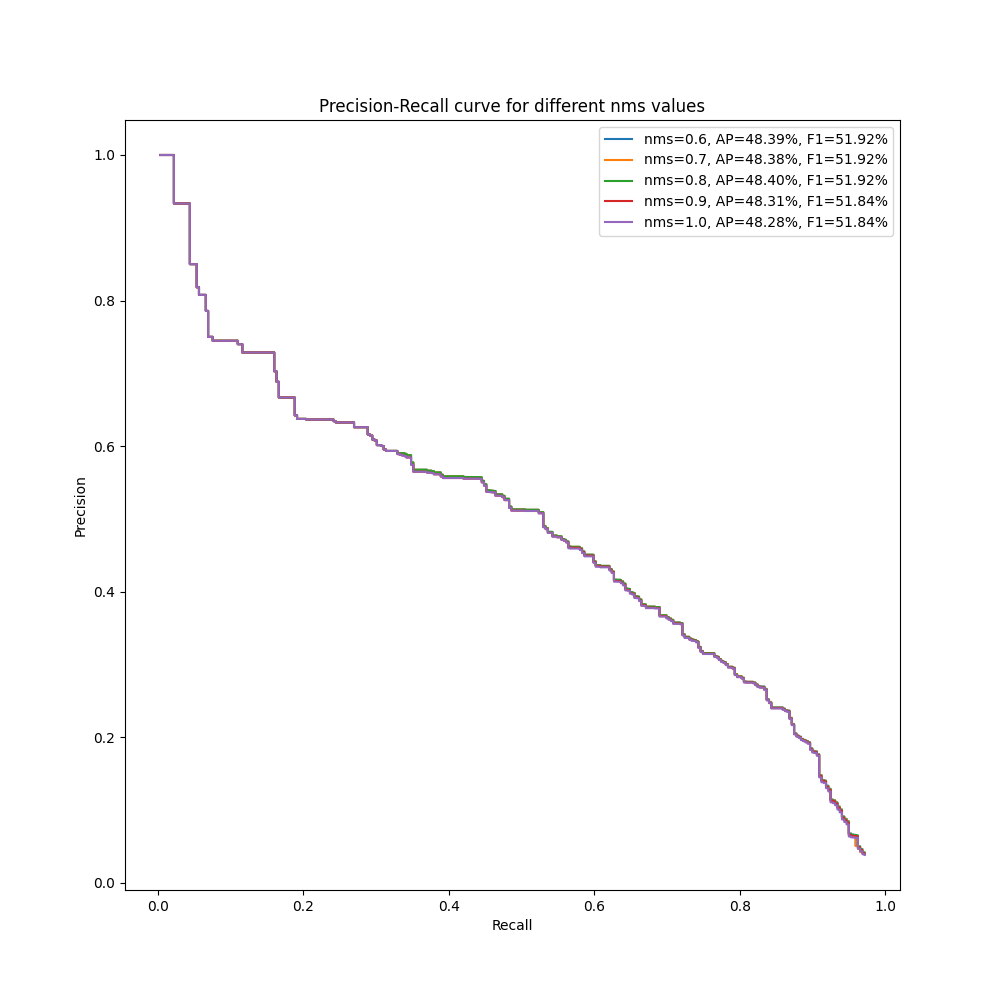 Precision-Recall curve for different nms values
nms=0.6, AP=48.39%, F1=51.92%
nms=0.7, AP=48.38%, F1=51.92%
nms=0.8, AP=48.40%, F1=51.92%
nms=0.9, AP=48.31%, F1=51.84%
nms=1.0, AP=48.28%, F1=51.84%
1.0
0.8
0.6
0.4
0.2
0.0
Precision
0.0 0.2 0.4 0.6 0.8 1.0
Recall